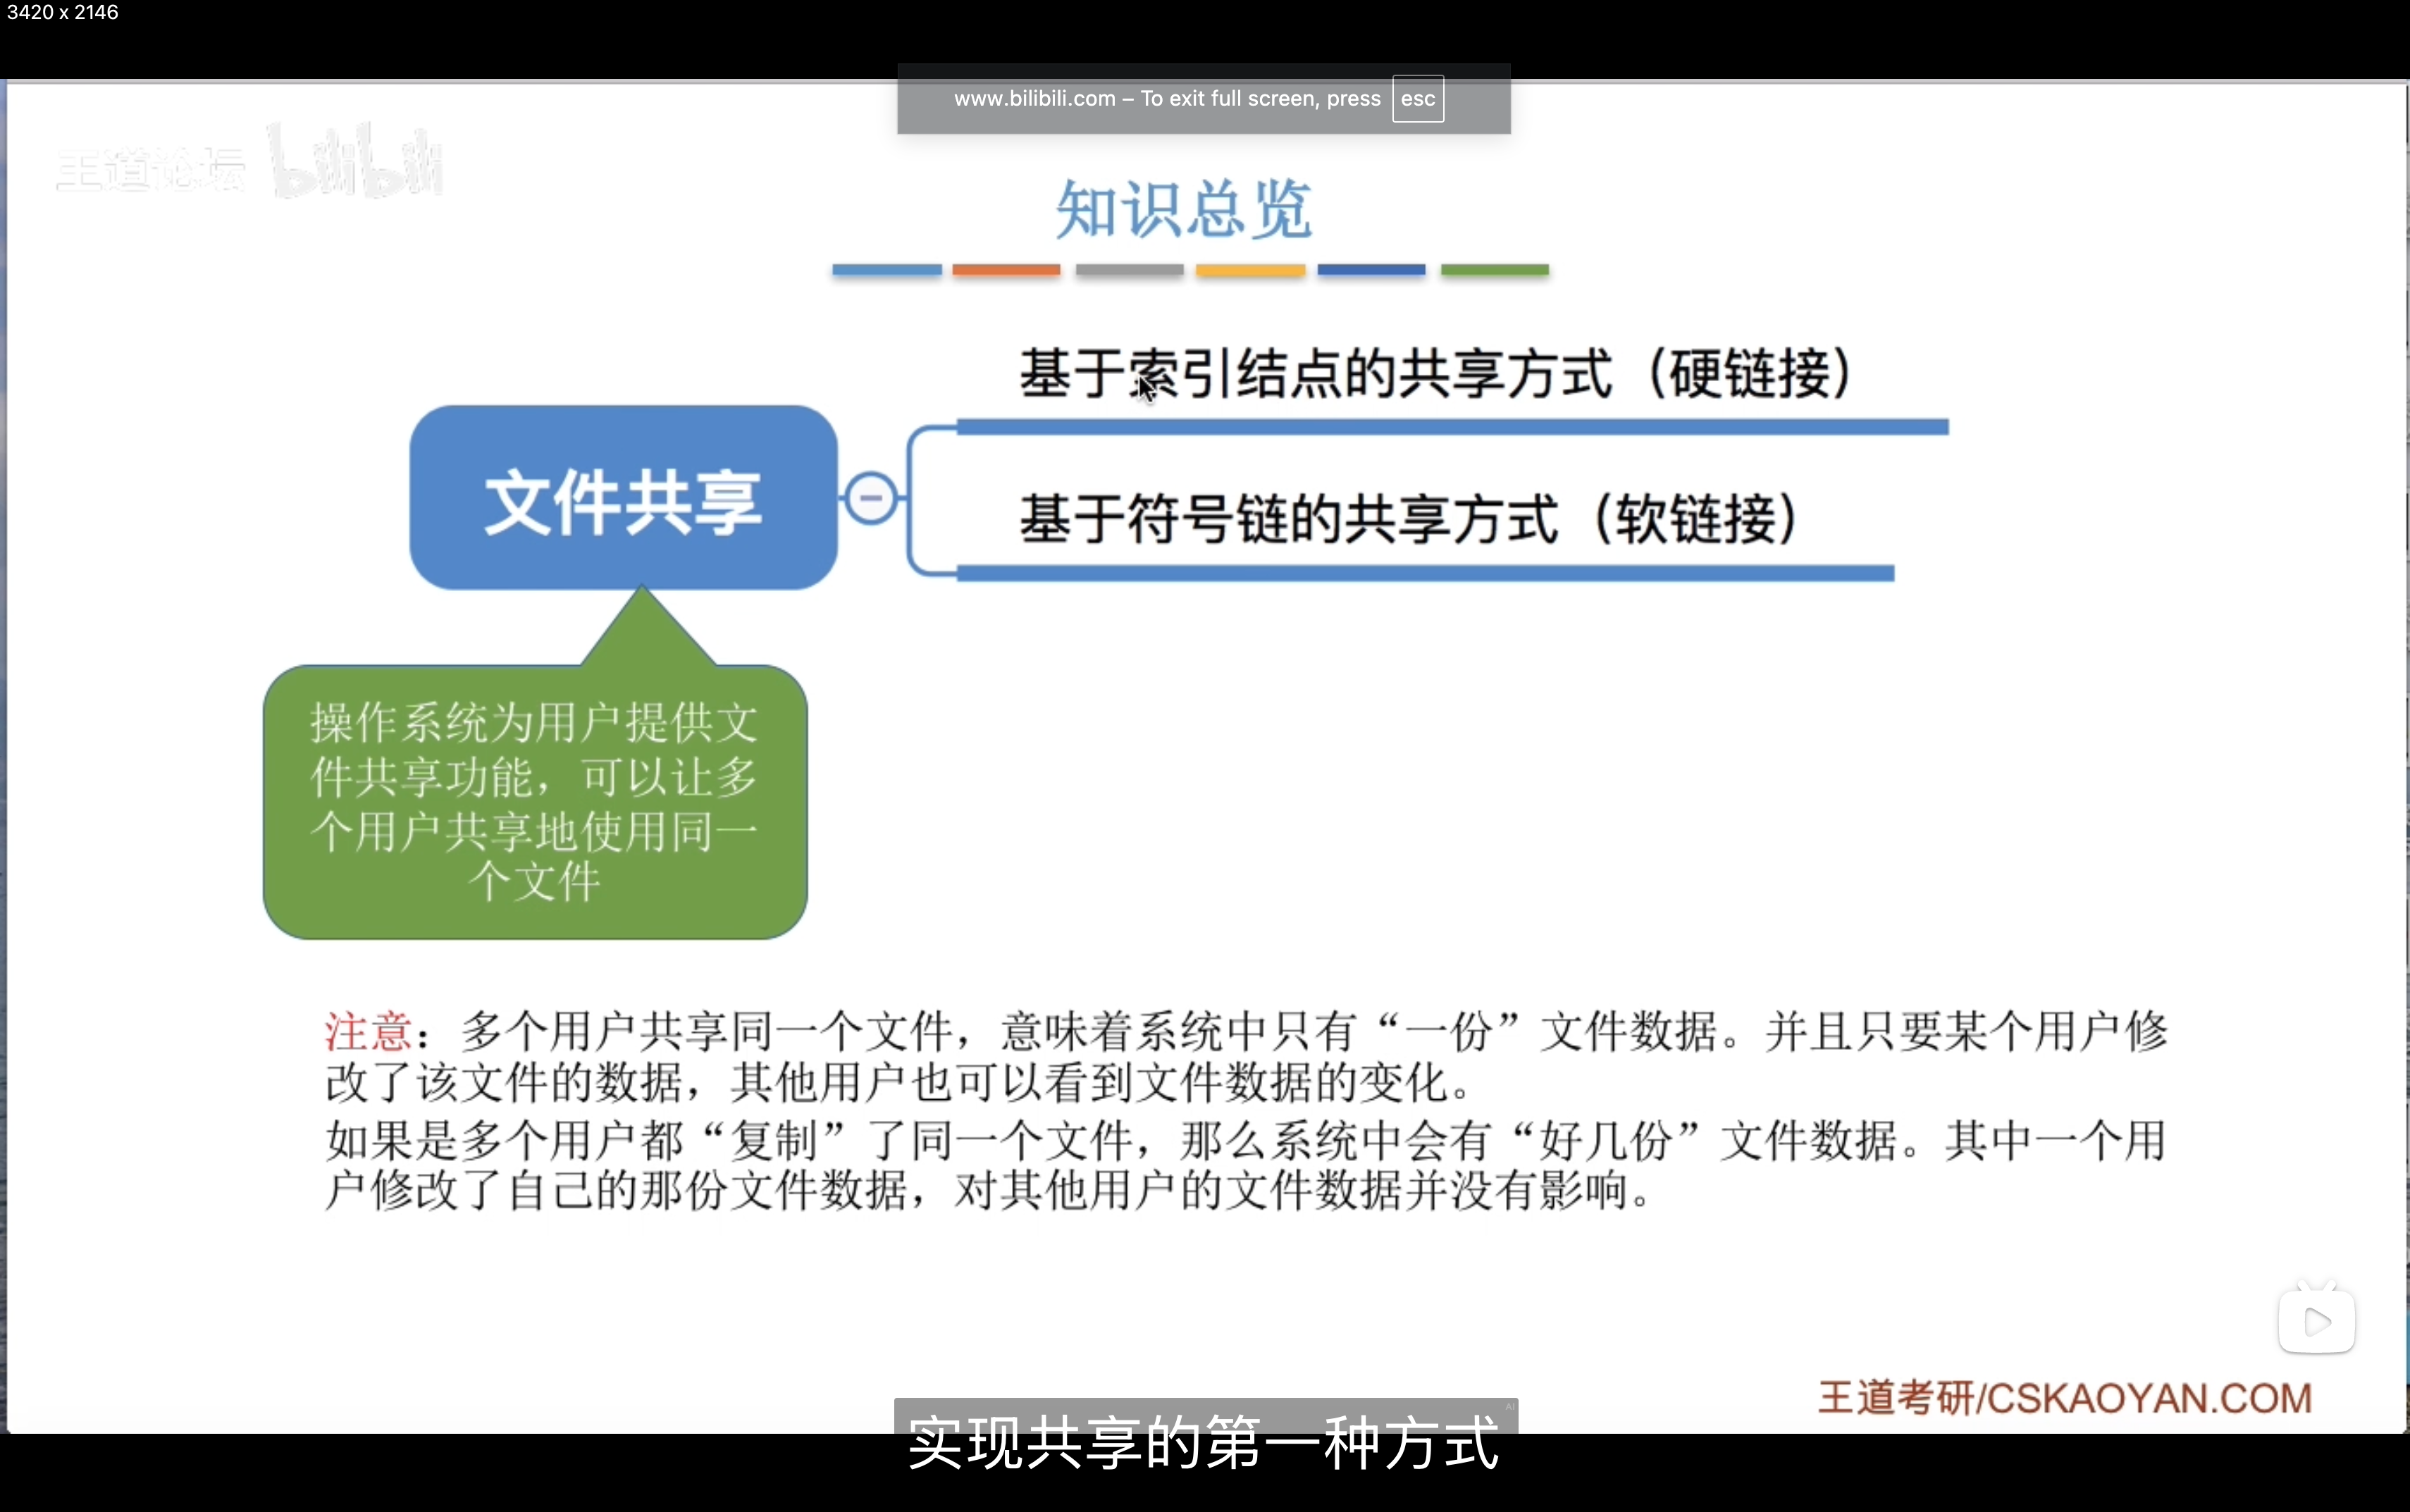 3420 x 2146
www.bilibili.com – To exit full screen, press esc
王道论坛 bilibili
知识总览
基于索引结点的共享方式（硬链接）
文件共享
基于符号链的共享方式（软链接）
操作系统为用户提供文
件共享功能，可以让多
个用户共享地使用同一
个文件
注意：多个用户共享同一个文件，意味着系统中只有“一份”文件数据。并且只要某个用户修
改了该文件的数据，其他用户也可以看到文件数据的变化。
如果是多个用户都“复制”了同一个文件，那么系统中会有“好几份”文件数据。其中一个用
户修改了自己的那份文件数据，对其他用户的文件数据并没有影响。
王道考研/CSKAOYAN.COM
AI
实现共享的第一种方式